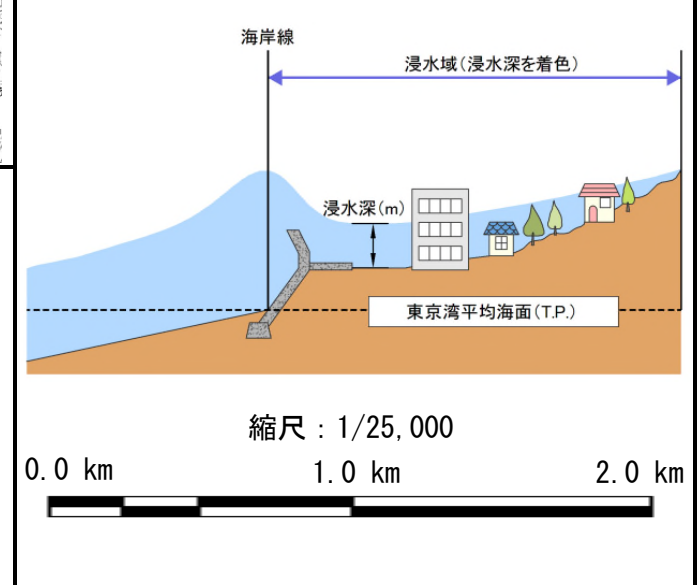 海岸線
浸水域（浸水深を着色）
浸水深（m）
東京湾平均海面（T.P.）
縮尺：1/25,000
0.0 km 1.0 km 2.0 km